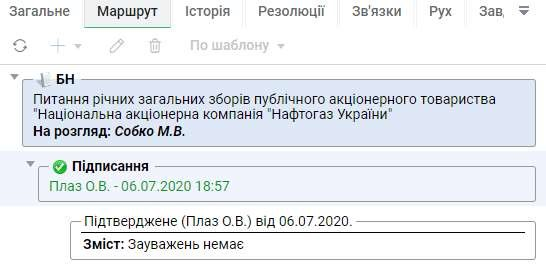 Загальне Маршрут Історія Резолюції Зв'язки Рух Зав
По шаблону
БН
Питання річних загальних зборів публічного акціонерного товариства
"Національна акціонерна компанія "Нафтогаз України"
На розгляд: Собко М.В.
Підписання
Плаз О.В. - 06.07.2020 18:57
Підтверджене (Плаз О.В.) від 06.07.2020.
Зміст: Зауважень немає